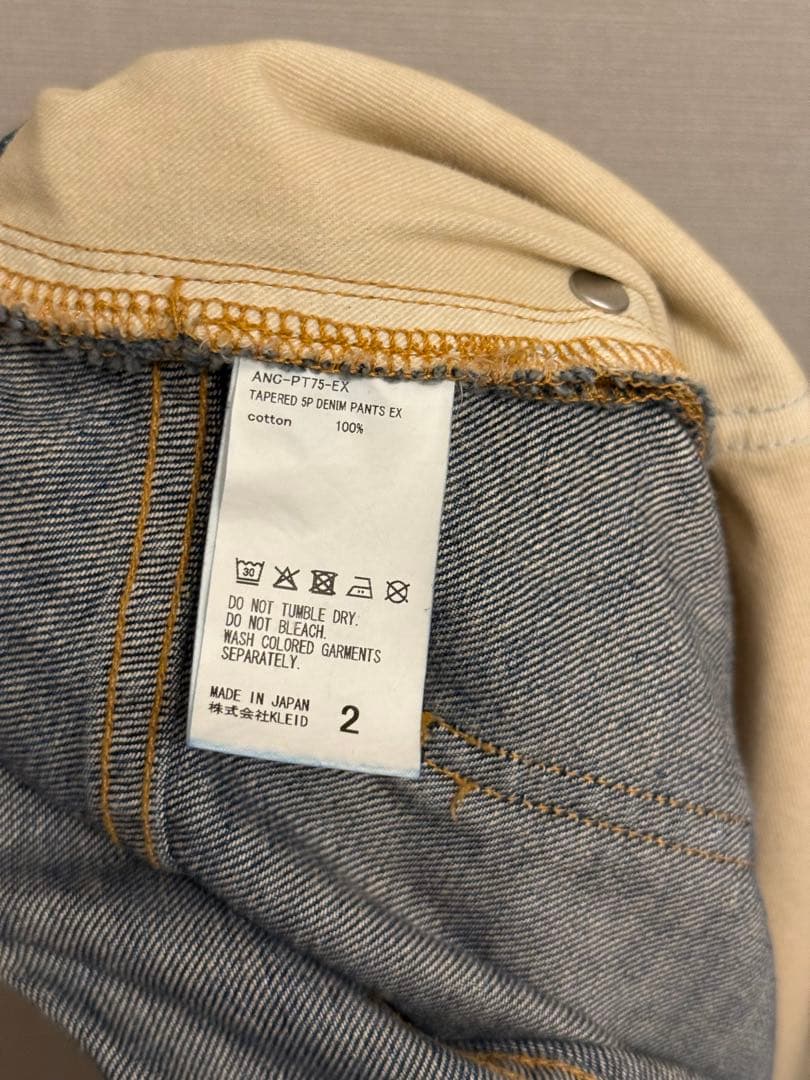 ANC-PT75-EX
TAPERED 5P DENIM PANTS EX
cotton 100%
30
DO NOT TUMBLE DRY.
DO NOT BLEACH.
WASH COLORED GARMENTS
SEPARATELY.
MADE IN JAPAN
株式会社KLEID
2